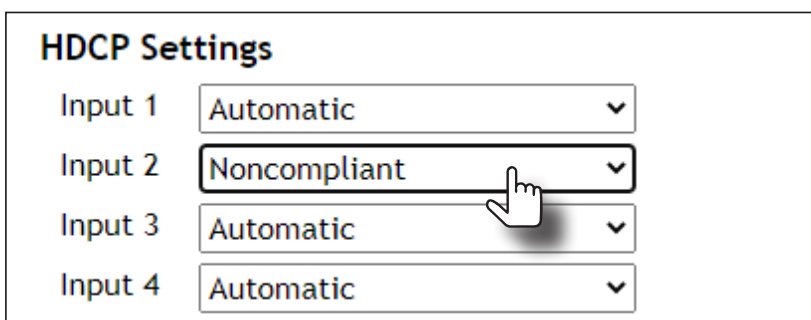 HDCP Settings
Input 1 Automatic
Input 2 Noncompliant
Input 3 Automatic
Input 4 Automatic